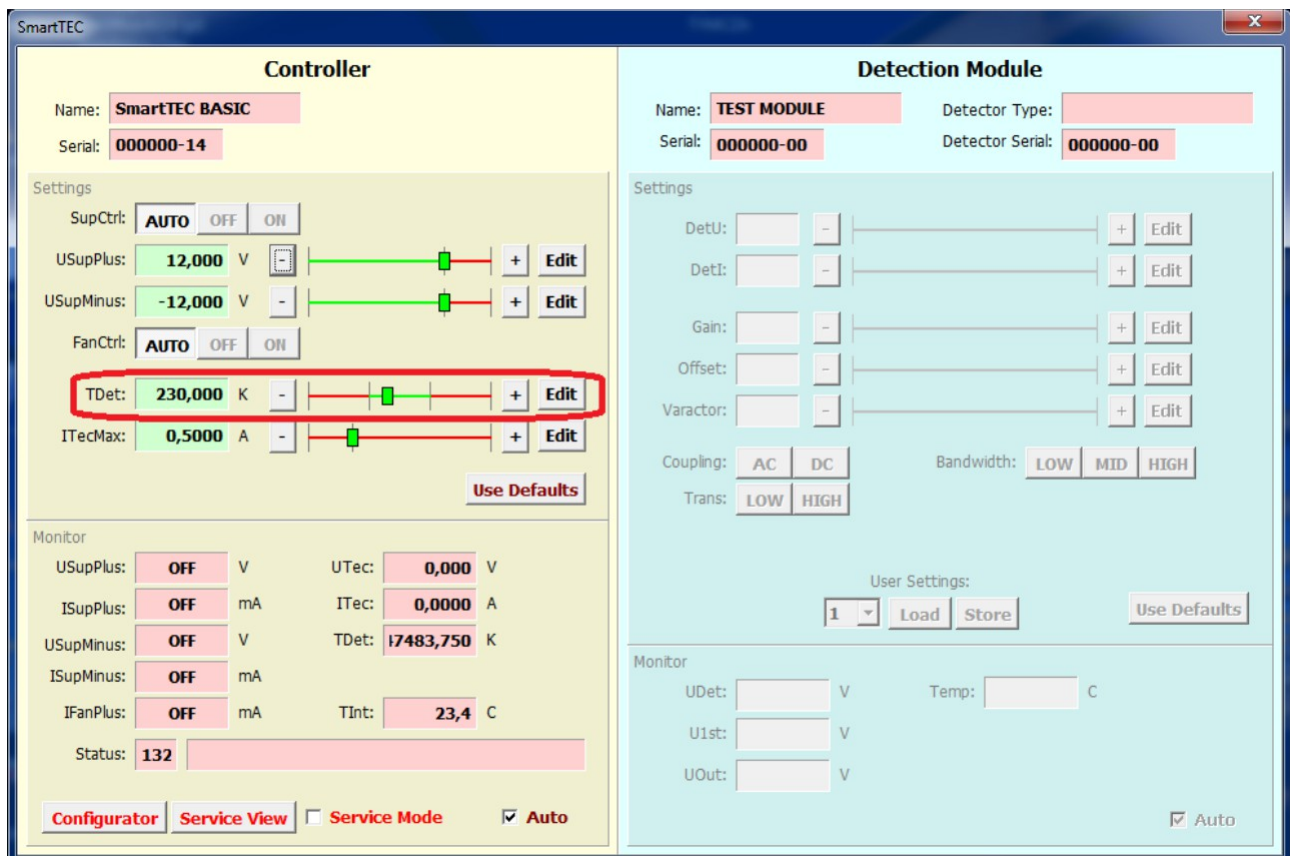 SmartTEC
Controller
Name: SmartTEC BASIC
Serial: 000000-14
Settings
SupCtrl: AUTO OFF ON
USupPlus: 12,000 V - + Edit
USupMinus: -12,000 V - + Edit
FanCtrl: AUTO OFF ON
TDet: 230,000 K - + Edit
ITecMax: 0,5000 A - + Edit
Use Defaults
Monitor
USupPlus: OFF V UTec: 0,000 V
ISupPlus: OFF mA ITec: 0,0000 A
USupMinus: OFF V TDet: 7483,750 K
ISupMinus: OFF mA
IFanPlus: OFF mA TInt: 23,4 C
Status: 132
Configurator Service View Service Mode Auto
Detection Module
Name: TEST MODULE Detector Type:
Serial: 000000-00 Detector Serial: 000000-00
Settings
DetU: - + Edit
DetI: - + Edit
Gain: - + Edit
Offset: - + Edit
Varactor: - + Edit
Coupling: AC DC Bandwidth: LOW MID HIGH
Trans: LOW HIGH
User Settings:
1 Load Store Use Defaults
Monitor
UDet: V Temp: C
U1st: V
UOut: V
Auto